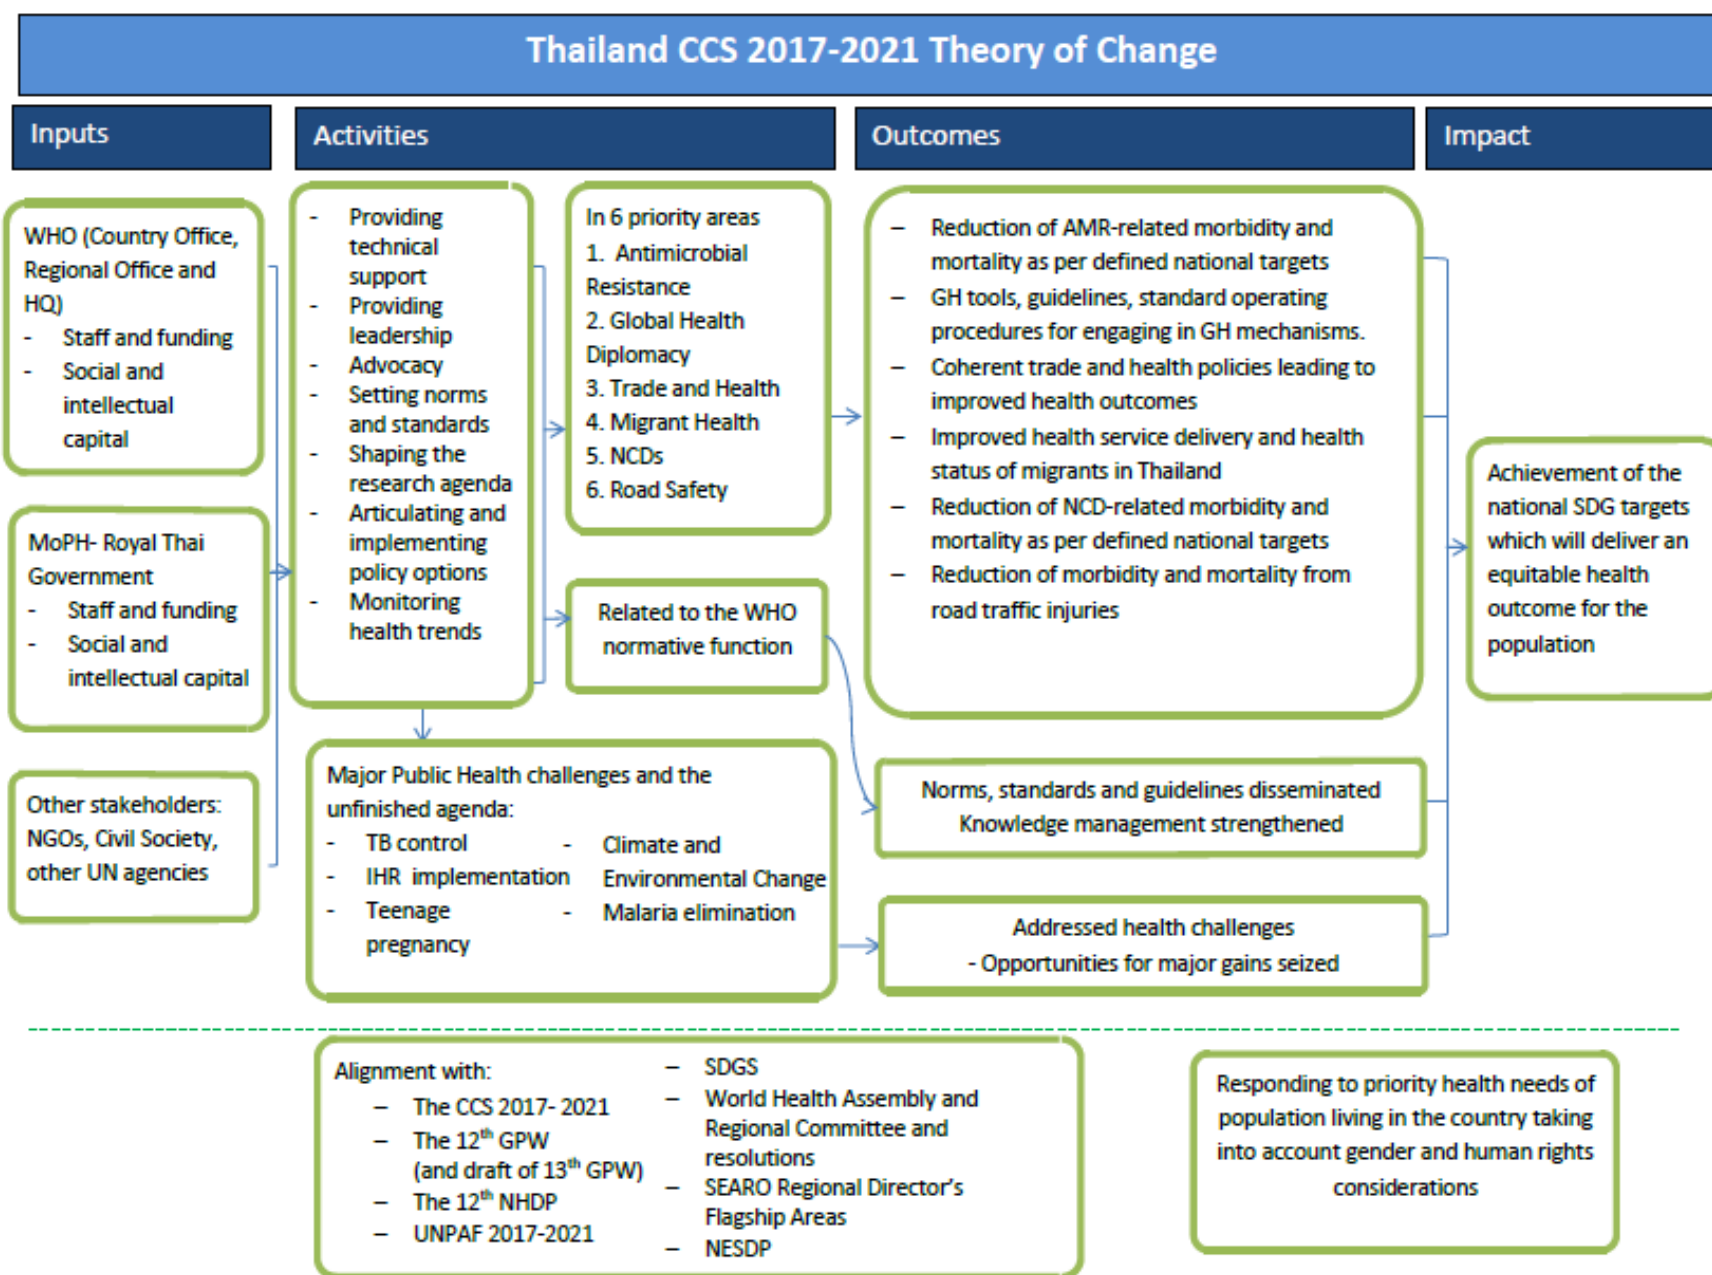 Thailand CCS 2017-2021 Theory of Change
Inputs
Activities
Outcomes
Impact
WHO (Country Office,
Regional Office and
HQ)
- Staff and funding
- Social and
intellectual
capital
MoPH- Royal Thai
Government
- Staff and funding
- Social and
intellectual capital
Other stakeholders:
NGOs, Civil Society,
other UN agencies
- Providing
technical
support
- Providing
leadership
- Advocacy
- Setting norms
and standards
- Shaping the
research agenda
- Articulating and
implementing
policy options
- Monitoring
health trends
In 6 priority areas
1. Antimicrobial
Resistance
2. Global Health
Diplomacy
3. Trade and Health
4. Migrant Health
5. NCDs
6. Road Safety
Related to the WHO
normative function
Major Public Health challenges and the
unfinished agenda:
- TB control
- IHR implementation
- Teenage
pregnancy
- Climate and
Environmental Change
- Malaria elimination
– Reduction of AMR-related morbidity and
mortality as per defined national targets
– GH tools, guidelines, standard operating
procedures for engaging in GH mechanisms.
– Coherent trade and health policies leading to
improved health outcomes
– Improved health service delivery and health
status of migrants in Thailand
– Reduction of NCD-related morbidity and
mortality as per defined national targets
– Reduction of morbidity and mortality from
road traffic injuries
Norms, standards and guidelines disseminated
Knowledge management strengthened
Addressed health challenges
- Opportunities for major gains seized
Achievement of the
national SDG targets
which will deliver an
equitable health
outcome for the
population
Alignment with:
– The CCS 2017- 2021
– The 12th GPW
(and draft of 13th GPW)
– The 12th NHDP
– UNPAF 2017-2021
– SDGS
– World Health Assembly and
Regional Committee and
resolutions
– SEARO Regional Director's
Flagship Areas
– NESDP
Responding to priority health needs of
population living in the country taking
into account gender and human rights
considerations